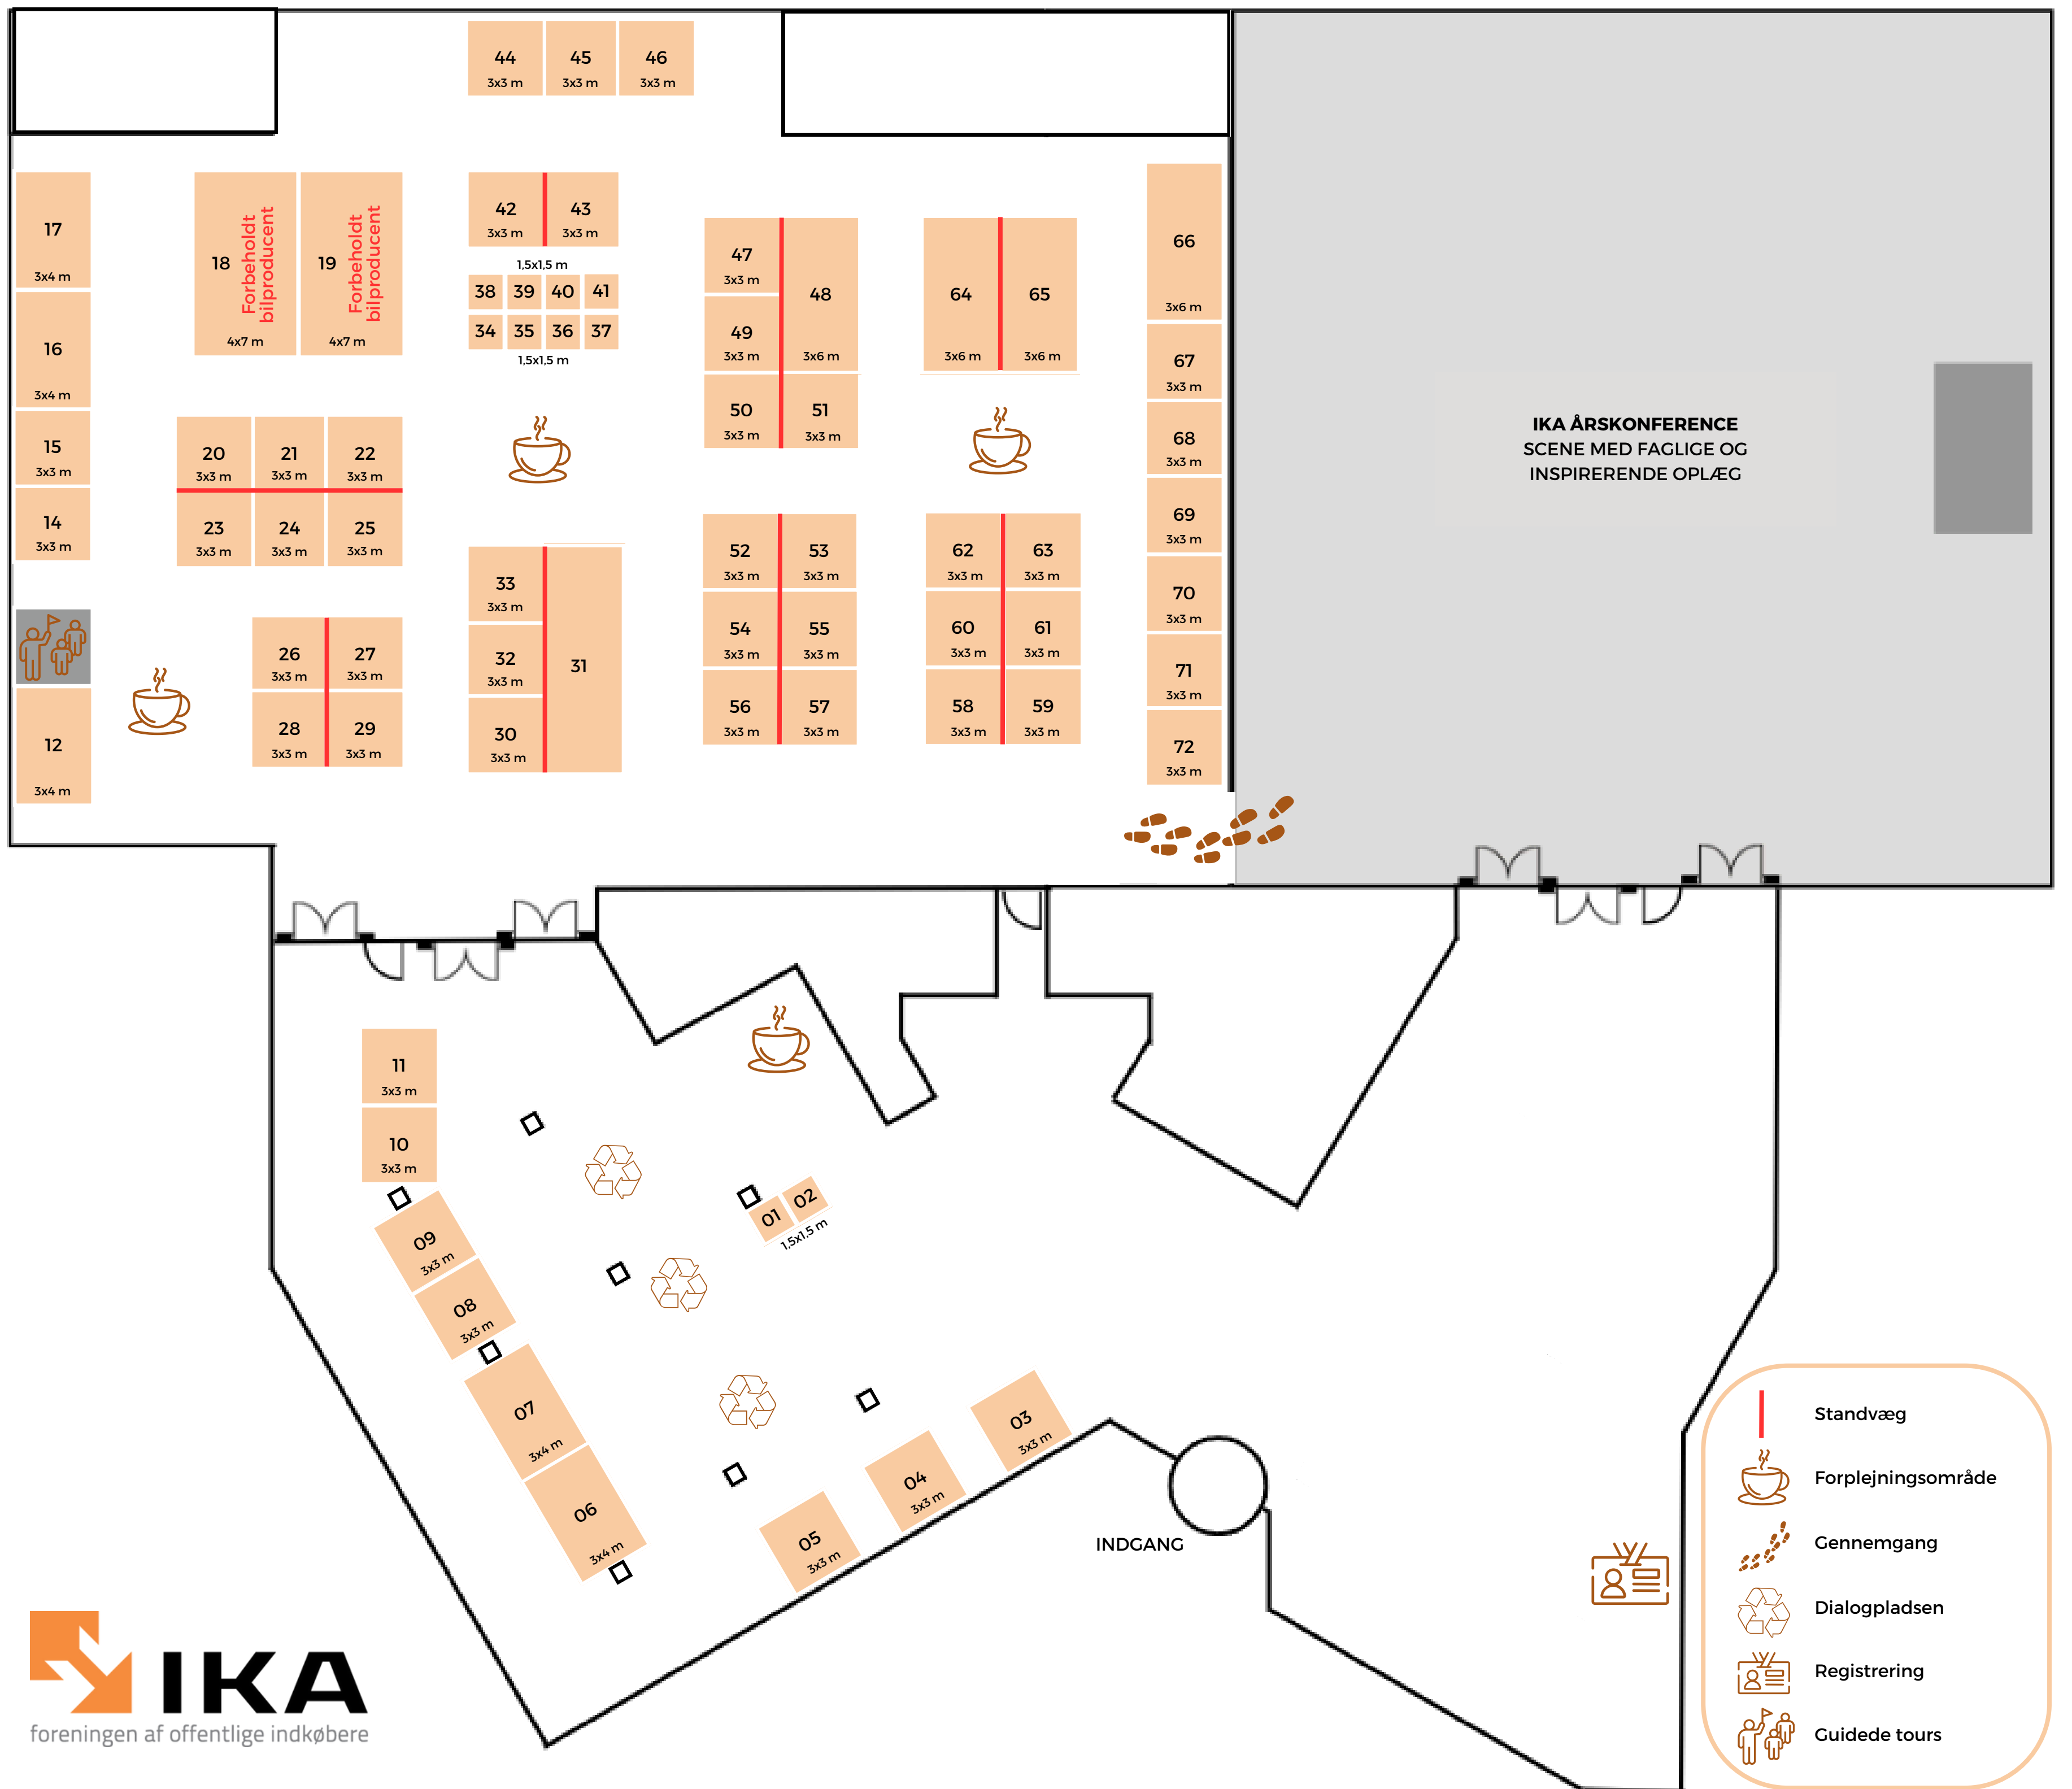 44
3x3 m
45
3x3 m
46
3x3 m
17
3x4 m
16
3x4 m
15
3x3 m
14
3x3 m
12
3x4 m
18
Forbeholdt
bilproducent
4x7 m
19
Forbeholdt
bilproducent
4x7 m
20
3x3 m
21
3x3 m
22
3x3 m
23
3x3 m
24
3x3 m
25
3x3 m
26
3x3 m
27
3x3 m
28
3x3 m
29
3x3 m
42
3x3 m
43
3x3 m
1,5x1,5 m
38
39
40
41
34
35
36
37
1,5x1,5 m
33
3x3 m
32
3x3 m
30
3x3 m
31
47
3x3 m
48
3x6 m
49
3x3 m
50
3x3 m
51
3x3 m
52
3x3 m
53
3x3 m
54
3x3 m
55
3x3 m
56
3x3 m
57
3x3 m
64
3x6 m
65
3x6 m
62
3x3 m
63
3x3 m
60
3x3 m
61
3x3 m
58
3x3 m
59
3x3 m
66
3x6 m
67
3x3 m
68
3x3 m
69
3x3 m
70
3x3 m
71
3x3 m
72
3x3 m
IKA ÅRSKONFERENCE
SCENE MED FAGLIGE OG
INSPIRERENDE OPLÆG
11
3x3 m
10
3x3 m
09
3x3 m
08
3x3 m
07
3x4 m
06
3x4 m
01
02
1,5x1,5 m
03
3x3 m
04
3x3 m
05
3x3 m
INDGANG
Standvæg
Forplejningsområde
Gennemgang
Dialogpladsen
Registrering
Guidede tours
IKA
foreningen af offentlige indkøbere